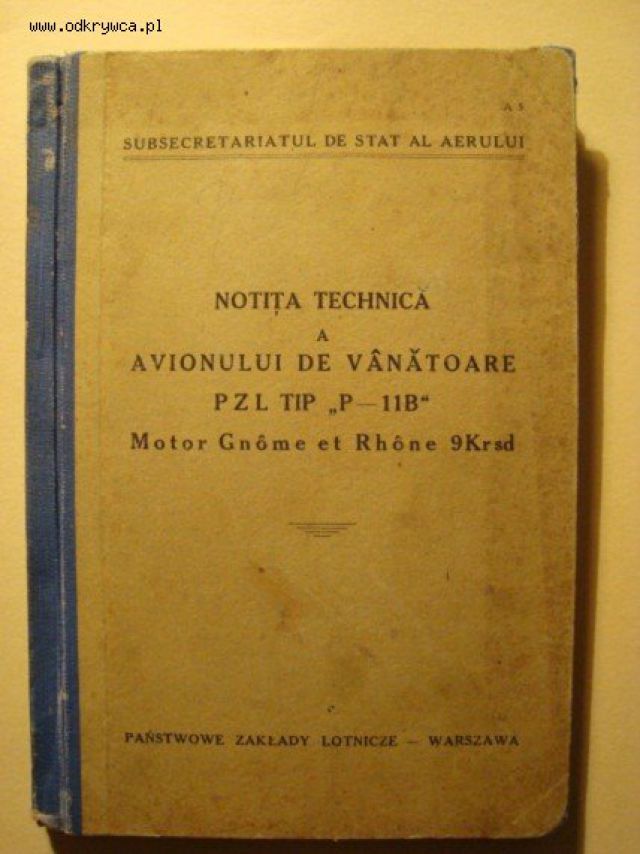 www.odkrywca.pl
A 5
SUBSECRETARIATUL DE STAT AL AERULUI
NOTIȚA TECHNICĂ
A
AVIONULUI DE VÂNĂTOARE
PZL TIP „P—11B“
Motor Gnôme et Rhône 9Krsd
PAŃSTWOWE ZAKŁADY LOTNICZE — WARSZAWA